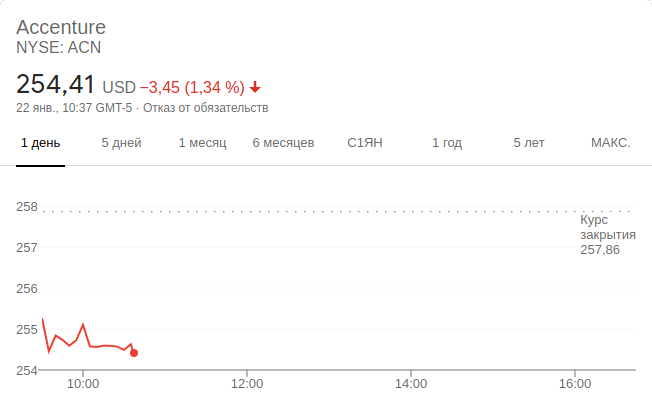 Accenture
NYSE: ACN
254,41 USD −3,45 (1,34 %)
22 янв., 10:37 GMT-5 · Отказ от обязательств
1 день 5 дней 1 месяц 6 месяцев С1ЯН 1 год 5 лет МАКС.
258
Курс
закрытия
257,86
257
256
255
254
10:00 12:00 14:00 16:00